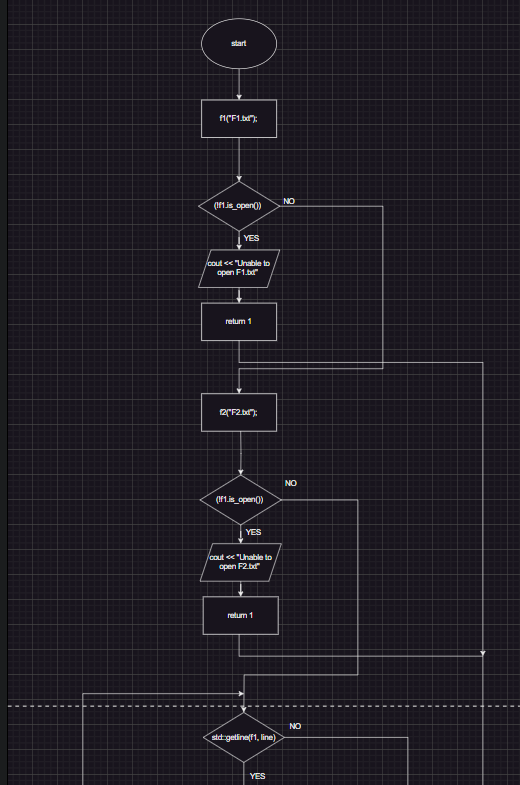 start
f1("F1.txt");
(!f1.is_open())
NO
YES
cout << "Unable to
open F1.txt"
return 1
f2("F2.txt");
(!f1.is_open())
NO
YES
cout << "Unable to
open F2.txt"
return 1
std::getline(f1, line)
NO
YES